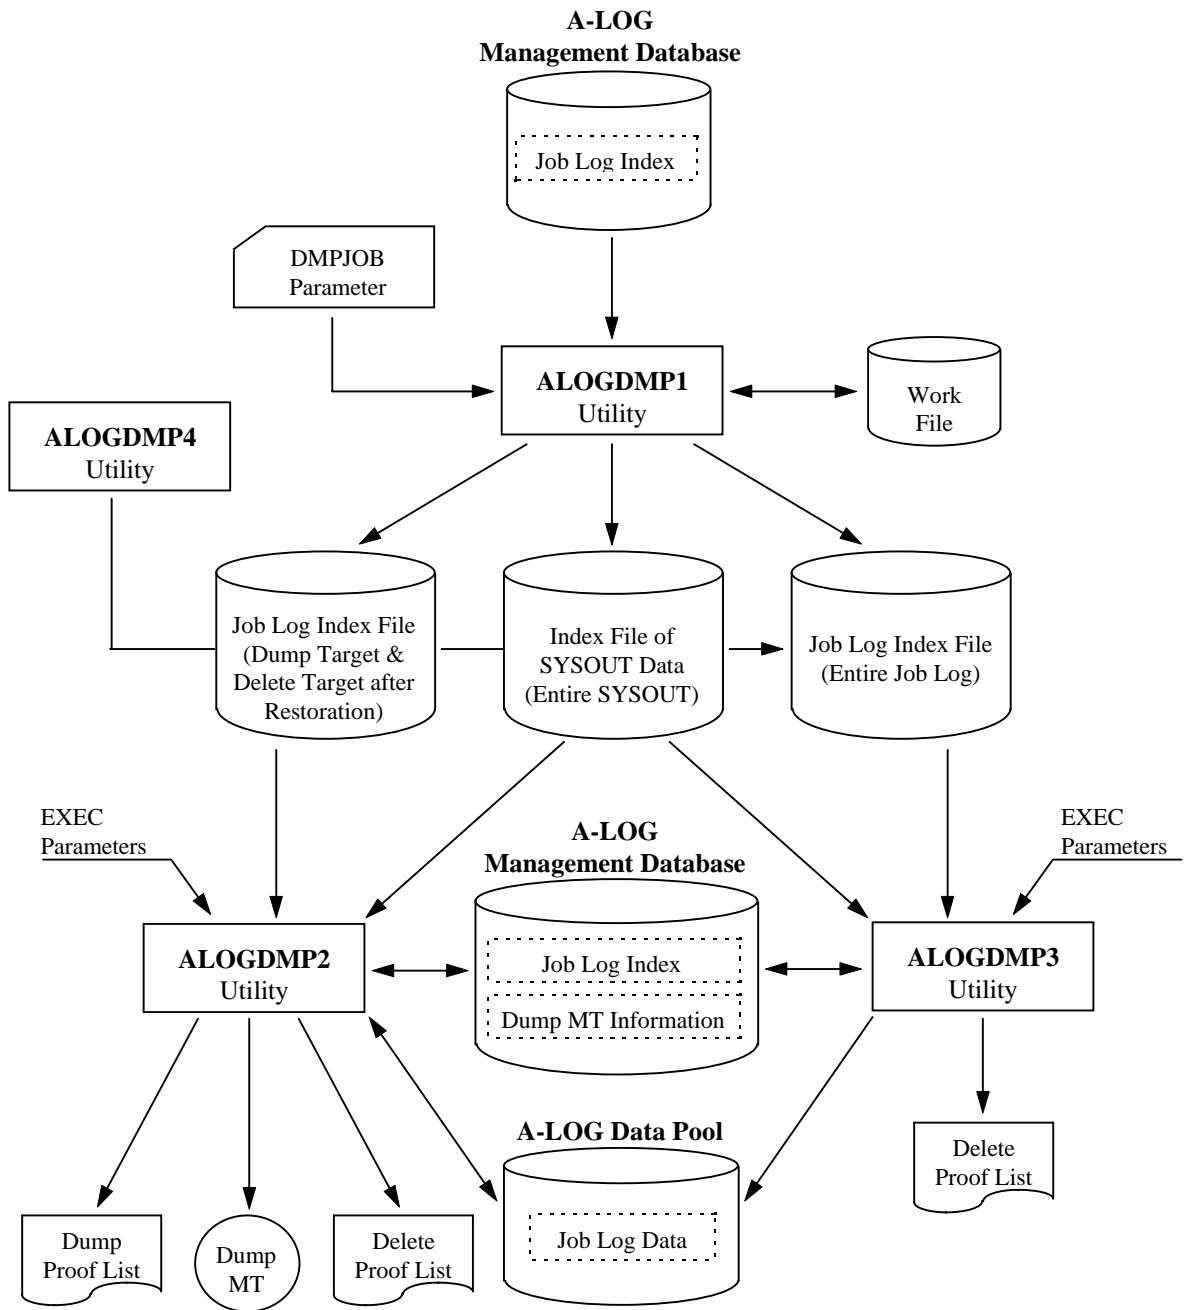 A-LOG
Management Database
Job Log Index
DMPJOB
Parameter
ALOGDMP1
Utility
Work
File
ALOGDMP4
Utility
Job Log Index File
(Dump Target &
Delete Target after
Restoration)
Index File of
SYSOUT Data
(Entire SYSOUT)
Job Log Index File
(Entire Job Log)
EXEC
Parameters
A-LOG
Management Database
EXEC
Parameters
ALOGDMP2
Utility
Job Log Index
Dump MT Information
ALOGDMP3
Utility
A-LOG Data Pool
Job Log Data
Delete
Proof List
Dump
Proof List
Dump
MT
Delete
Proof List